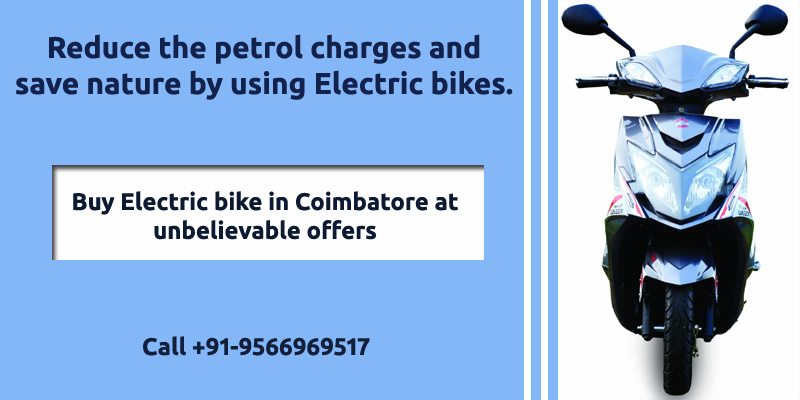 Reduce the petrol charges and
save nature by using Electric bikes.
Buy Electric bike in Coimbatore at
unbelievable offers
Call +91-9566969517